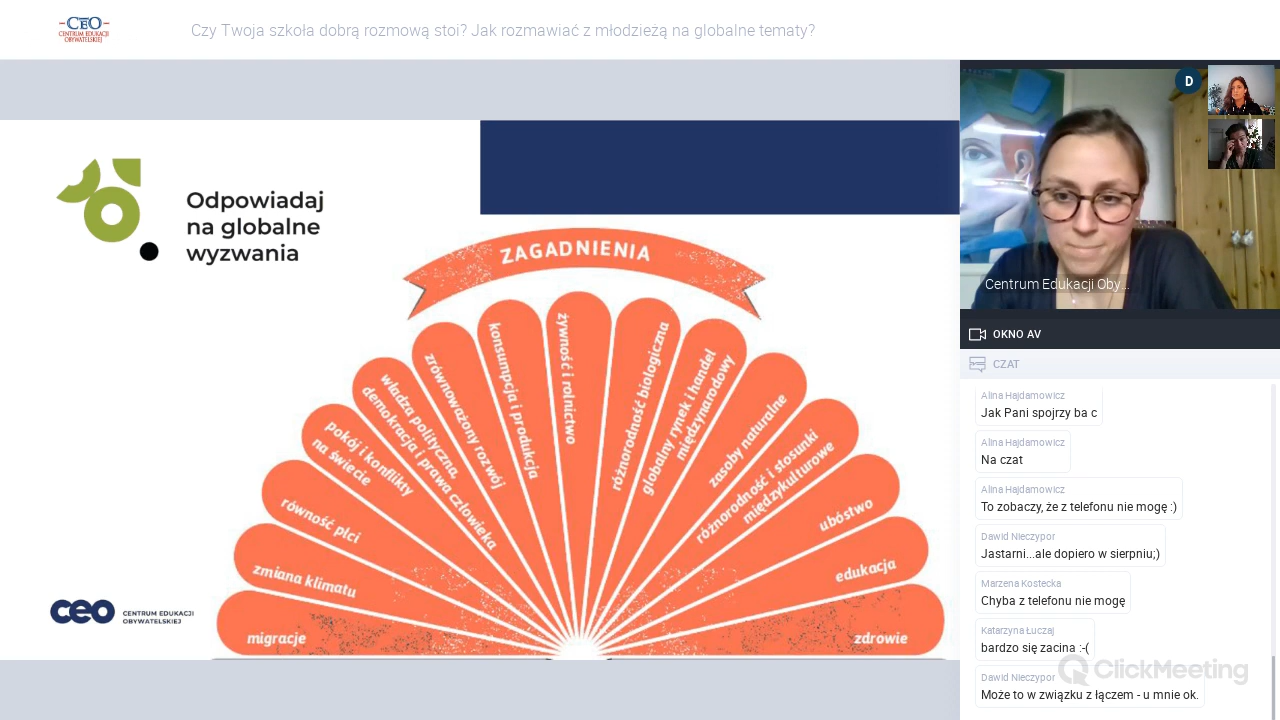 CEO
CENTRUM EDUKACJI
OBYWATELSKIEJ
Czy Twoja szkoła dobrą rozmową stoi? Jak rozmawiać z młodzieżą na globalne tematy?
Odpowiadaj
na globalne
wyzwania
ZAGADNIENIA
migracje
zmiana klimatu
równość płci
pokój i konflikty
na świecie
władza polityczna,
demokracja i prawa człowieka
zrównoważony rozwój
konsumpcja i produkcja
żywność i rolnictwo
różnorodność biologiczna
globalny rynek i handel
międzynarodowy
zasoby naturalne
różnorodność i stosunki
międzykulturowe
ubóstwo
edukacja
zdrowie
ceo
CENTRUM EDUKACJI
OBYWATELSKIEJ
D
Centrum Edukacji Oby...
OKNO AV
CZAT
Alina Hajdamowicz
Jak Pani spojrzy ba c
Alina Hajdamowicz
Na czat
Alina Hajdamowicz
To zobaczy, że z telefonu nie mogę :)
Dawid Nieczypor
Jastarni...ale dopiero w sierpniu;)
Marzena Kostecka
Chyba z telefonu nie mogę
Katarzyna Łuczaj
bardzo się zacina :-(
Dawid Nieczypor
Może to w związku z łączem - u mnie ok.
ClickMeeting